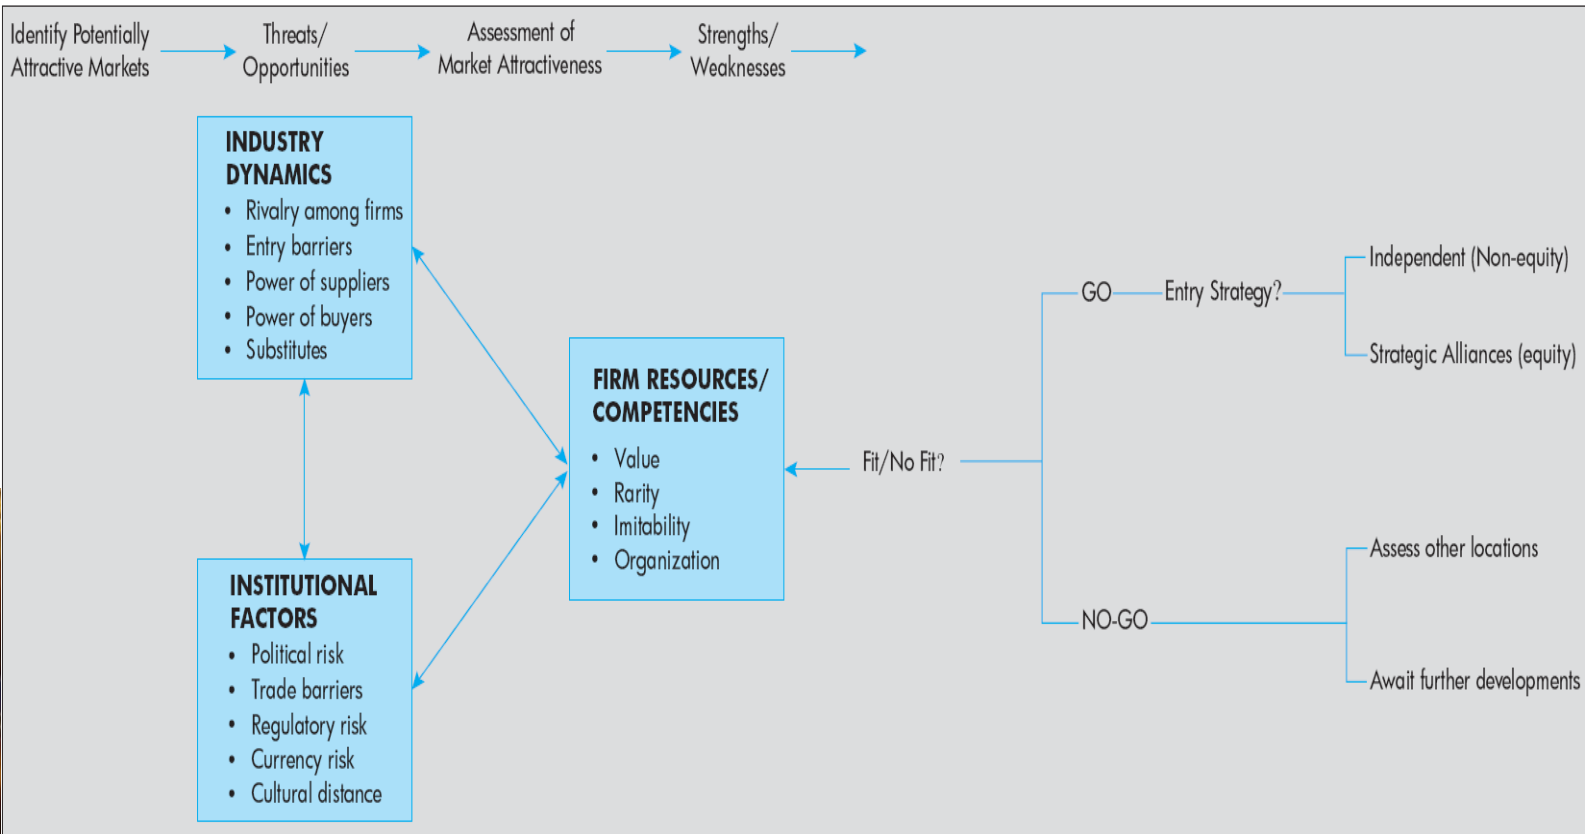 Identify Potentially
Attractive Markets
Threats/
Opportunities
Assessment of
Market Attractiveness
Strengths/
Weaknesses
INDUSTRY
DYNAMICS
• Rivalry among firms
• Entry barriers
• Power of suppliers
• Power of buyers
• Substitutes
FIRM RESOURCES/
COMPETENCIES
• Value
• Rarity
• Imitability
• Organization
INSTITUTIONAL
FACTORS
• Political risk
• Trade barriers
• Regulatory risk
• Currency risk
• Cultural distance
Fit/No Fit?
GO
Entry Strategy?
Independent (Non-equity)
Strategic Alliances (equity)
NO-GO
Assess other locations
Await further developments